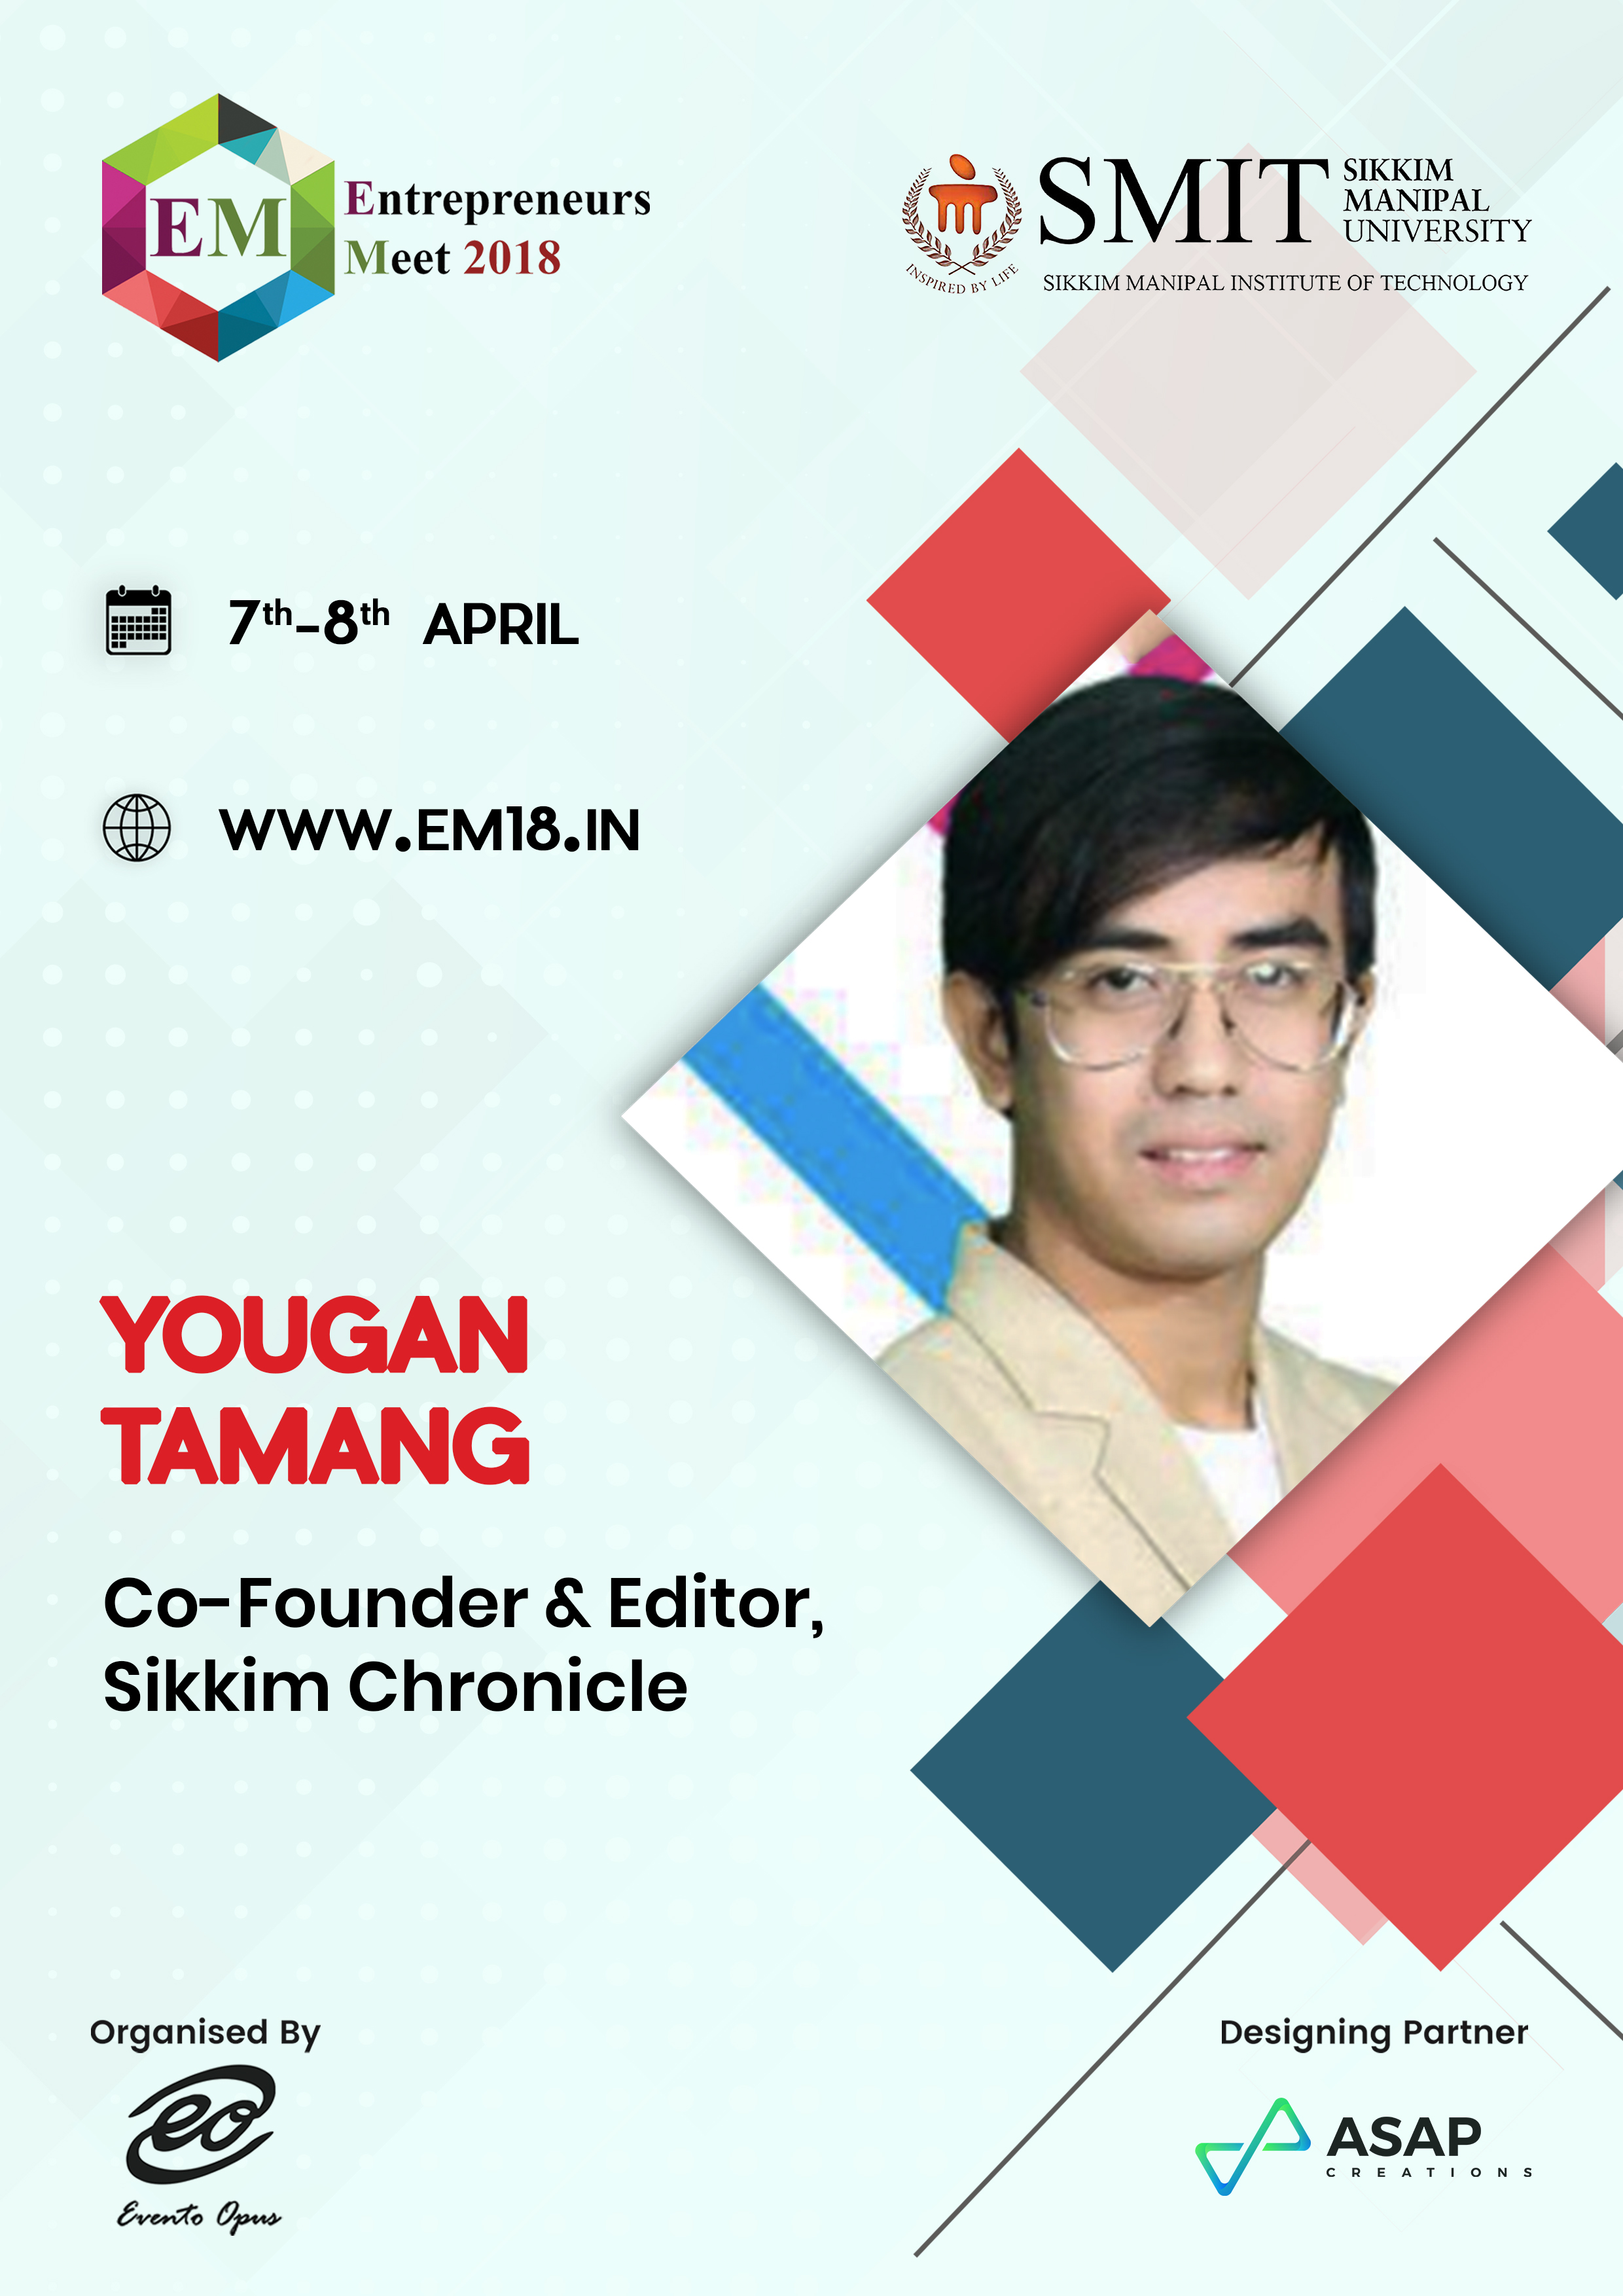 EM
Entrepreneurs
Meet 2018
INSPIRED BY LIFE
SMIT
SIKKIM
MANIPAL
UNIVERSITY
SIKKIM MANIPAL INSTITUTE OF TECHNOLOGY
7th-8th APRIL
WWW.EM18.IN
YOUGAN
TAMANG
Co-Founder & Editor,
Sikkim Chronicle
Organised By
eo
Evento Opus
Designing Partner
ASAP
CREATIONS